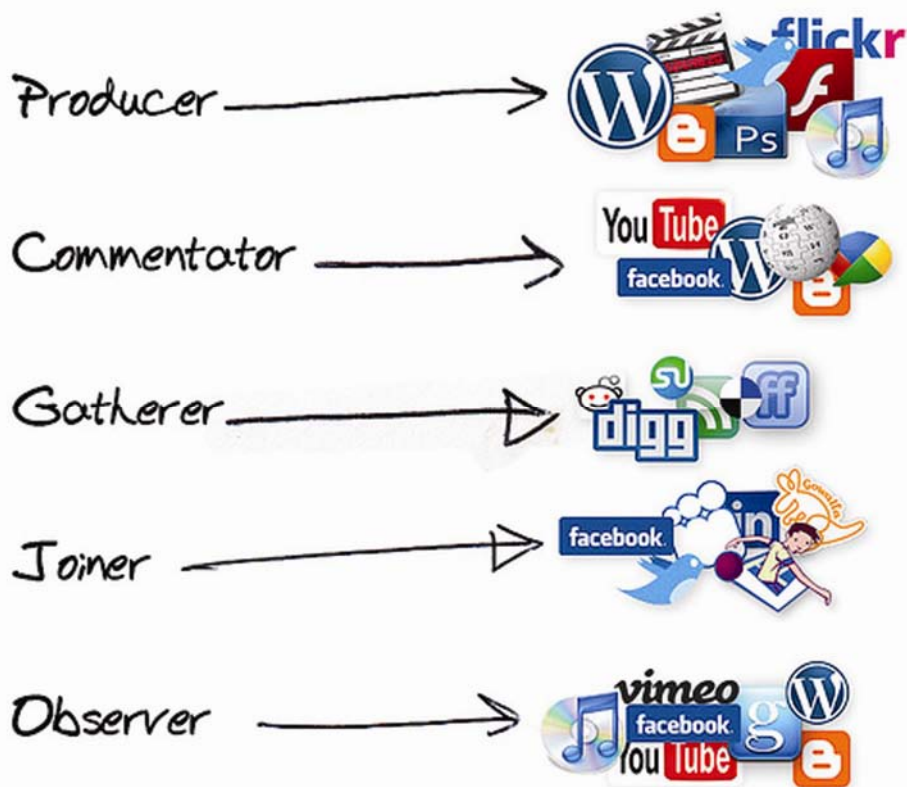 flickr
Producer
Ps
You Tube
Commentator
facebook.
Gatherer
digg
ff
Gowalla
in
facebook.
Joiner
vimeo
Observer
facebook.
g
You Tube